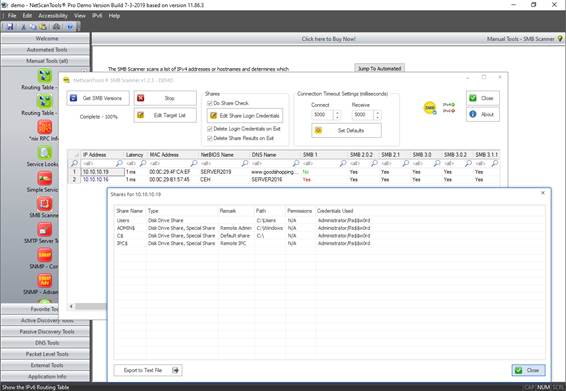 demo - NetScanTools® Pro Demo Version Build 7-3-2019 based on version 11.86.3
File Edit Accessibility View IPv6 Help
Welcome
Click here to Buy Now!
Manual Tools - SMB Scanner
Automated Tools
Manual Tools (all)
The SMB Scanner scans a list of IPv4 addresses or hostnames and determines which
Jump To Automated
Routing Table -
NetScanTools® SMB Scanner v1.2.3 - DEMO
Get SMB Versions
Stop
Complete - 100%
Edit Target List
Shares
Do Share Check
Edit Share Login Credentials
Delete Login Credentials on Exit
Delete Share Results on Exit
Connection Timeout Settings (milliseconds)
Connect Receive
5000 5000
Set Defaults
SMB
IPv4
IPv6
Close
About
Routing Table -
*nix RPC Info
Service Lookup
Simple Service
SMB Scanner
SMTP Server T
SNMP - Cor
SNMP - Advan
IP Address Latency MAC Address NetBIOS Name DNS Name SMB 1 SMB 2.0.2 SMB 2.1 SMB 3.0 SMB 3.0.2 SMB 3.1.1
1 10.10.10.19 1 ms 00:0C:29:4F:CA:EF SERVER2019 www.goodshopping... No Yes Yes Yes Yes Yes
2 10.10.10.16 1 ms 00:0C:29:B1:57:45 CEH SERVER2016 Yes Yes Yes Yes Yes Yes
Shares for 10.10.10.19
Share Name Type Remark Path Permissions Credentials Used
Users Disk Drive Share C:\Users N/A Administrator/Pa$$w0rd
ADMIN$ Disk Drive Share, Special Share Remote Admin C:\Windows N/A Administrator/Pa$$w0rd
C$ Disk Drive Share, Special Share Default share C:\ N/A Administrator/Pa$$w0rd
IPC$ Disk Drive Share, Special Share Remote IPC N/A Administrator/Pa$$w0rd
Export to Text File
Close
Favorite Too
Active Discovery Tools
Passive Discovery Tools
DNS Tools
Packet Level Tools
External Tools
Application Info
Show the IPv6 Routing Table
CAP NUM SCRL